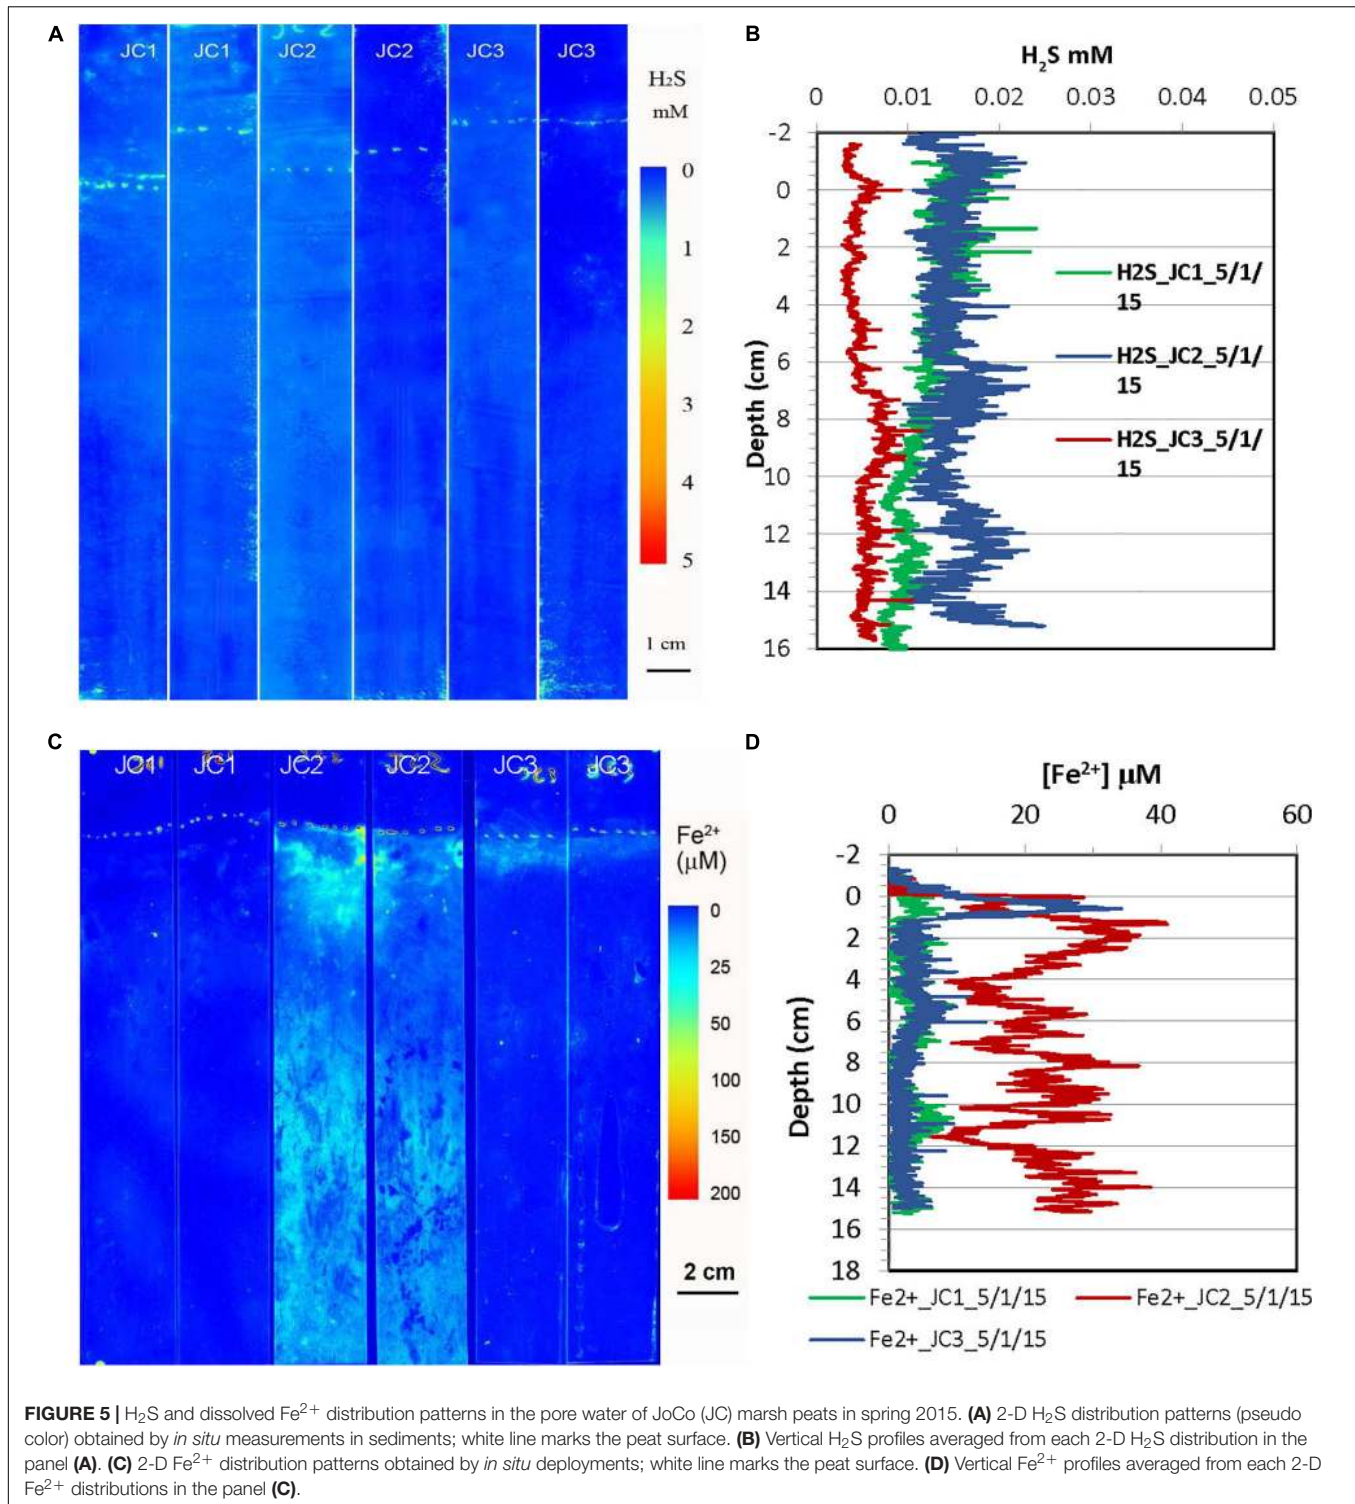 A
JC1 JC1 JC2 JC2 JC3 JC3
H₂S
mM
0
1
2
3
4
5
1 cm
B
H₂S mM
0 0.01 0.02 0.03 0.04 0.05
-2
0
2
4
6
8
10
12
14
16
Depth (cm)
H2S_JC1_5/1/
15
H2S_JC2_5/1/
15
H2S_JC3_5/1/
15
C
JC1 JC1 JC2 JC2 JC3 JC3
Fe²⁺
(μM)
0
25
50
100
150
200
2 cm
D
[Fe²⁺] μM
0 20 40 60
-2
0
2
4
6
8
10
12
14
16
18
Depth (cm)
Fe2+_JC1_5/1/15 Fe2+_JC2_5/1/15
Fe2+_JC3_5/1/15
FIGURE 5 | H₂S and dissolved Fe²⁺ distribution patterns in the pore water of JoCo (JC) marsh peats in spring 2015. (A) 2-D H₂S distribution patterns (pseudo
color) obtained by in situ measurements in sediments; white line marks the peat surface. (B) Vertical H₂S profiles averaged from each 2-D H₂S distribution in the
panel (A). (C) 2-D Fe²⁺ distribution patterns obtained by in situ deployments; white line marks the peat surface. (D) Vertical Fe²⁺ profiles averaged from each 2-D
Fe²⁺ distributions in the panel (C).